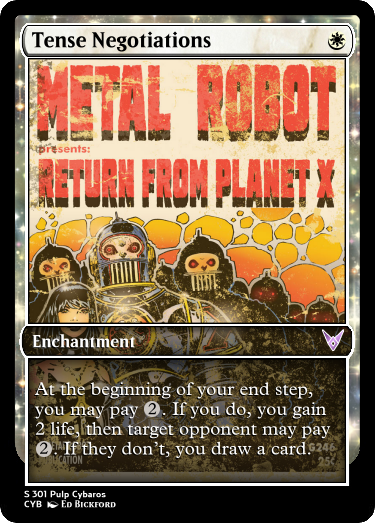 Tense Negotiations
METAL ROBOT
presents:
RETURN FROM PLANET X
Enchantment
At the beginning of your end step,
you may pay 2. If you do, you gain
2 life, then target opponent may pay
2. If they don't, you draw a card.
G246
25¢
S 301 Pulp Cybaros
CYB Ed Bickford